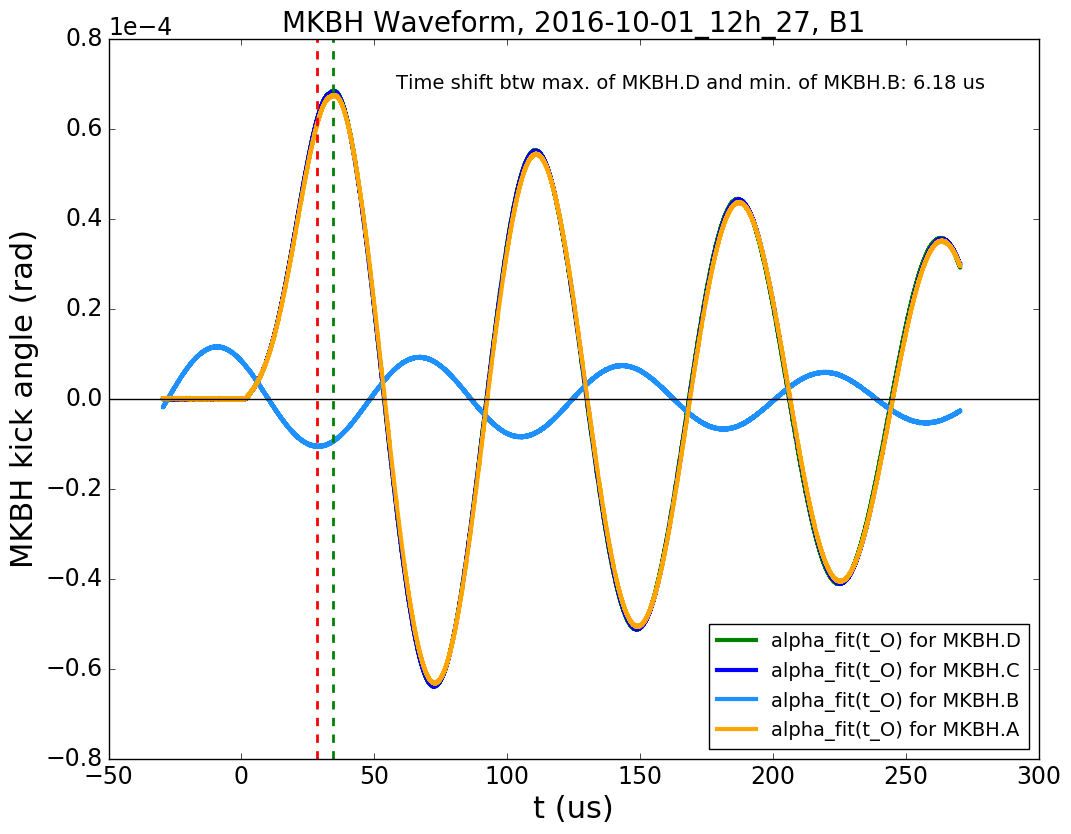 MKBH Waveform, 2016-10-01_12h_27, B1
1e−4
Time shift btw max. of MKBH.D and min. of MKBH.B: 6.18 us
0.8
0.6
0.4
0.2
0.0
−0.2
−0.4
−0.6
−0.8
MKBH kick angle (rad)
alpha_fit(t_O) for MKBH.D
alpha_fit(t_O) for MKBH.C
alpha_fit(t_O) for MKBH.B
alpha_fit(t_O) for MKBH.A
−50 0 50 100 150 200 250 300
t (us)